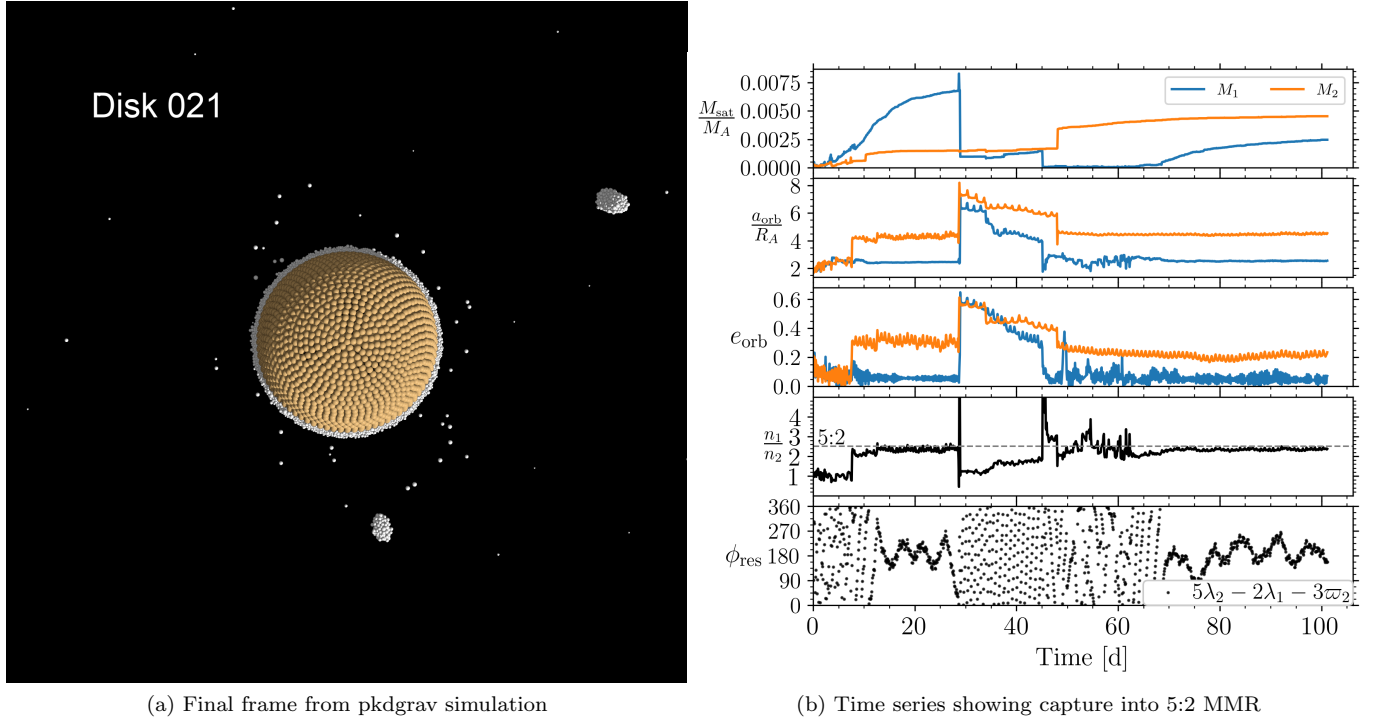 Disk 021
M_sat/M_A
0.0075
0.0050
0.0025
0.0000
M_1 M_2
a_orb/R_A
8
6
4
2
e_orb
0.6
0.4
0.2
0.0
n_1/n_2
4
3
2
1
5:2
ϕ_res
360
270
180
90
0
5λ_2 − 2λ_1 − 3ϖ_2
0 20 40 60 80 100
Time [d]
(a) Final frame from pkdgrav simulation
(b) Time series showing capture into 5:2 MMR